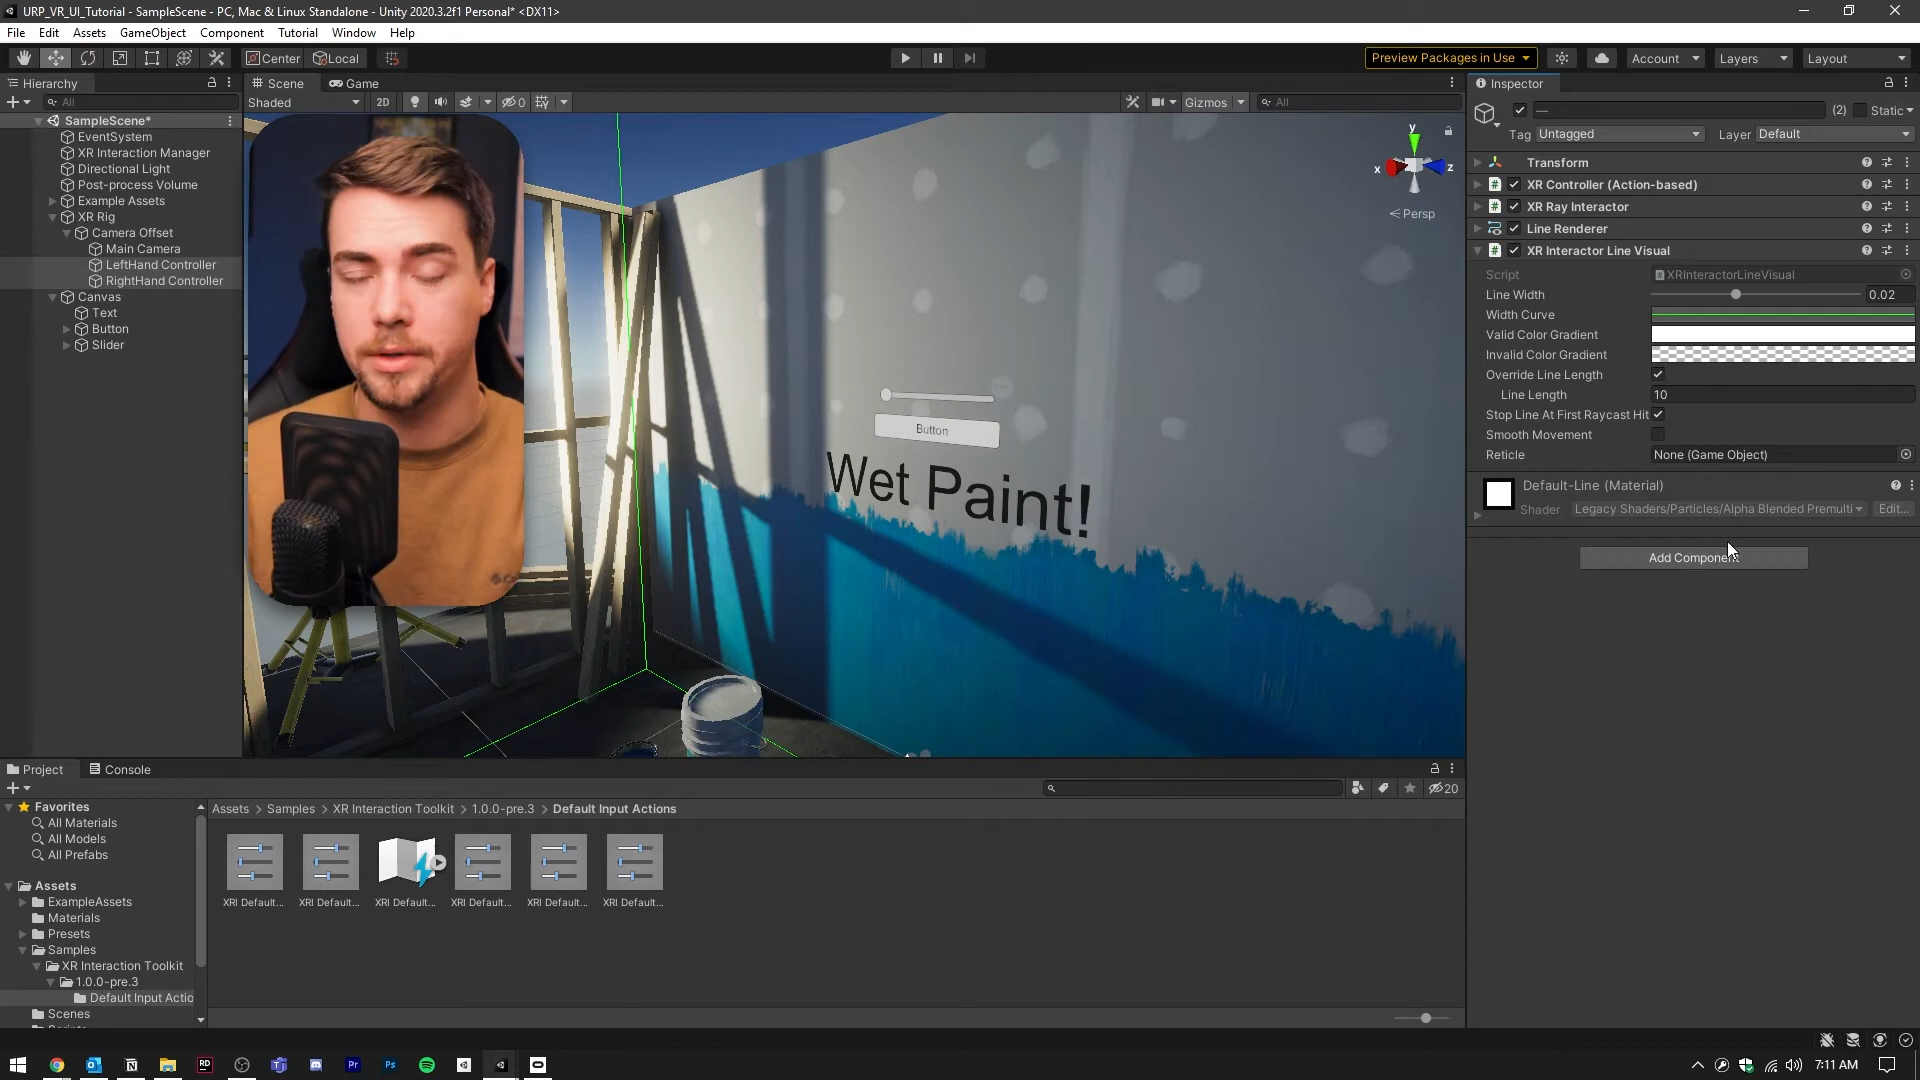 URP_VR_UI_Tutorial - SampleScene - PC, Mac & Linux Standalone - Unity 2020.3.2f1 Personal* <DX11>
File Edit Assets GameObject Component Tutorial Window Help
Center Local Preview Packages in Use Account Layers Layout
Hierarchy
All
SampleScene*
EventSystem
XR Interaction Manager
Directional Light
Post-process Volume
Example Assets
XR Rig
Camera Offset
Main Camera
LeftHand Controller
RightHand Controller
Canvas
Text
Button
Slider
Scene Game
Shaded 2D 0 Gizmos All
y
x z
Persp
Button
Wet Paint!
Inspector
— (2) Static
Tag Untagged Layer Default
Transform
XR Controller (Action-based)
XR Ray Interactor
Line Renderer
XR Interactor Line Visual
Script XRInteractorLineVisual
Line Width 0.02
Width Curve
Valid Color Gradient
Invalid Color Gradient
Override Line Length
Line Length 10
Stop Line At First Raycast Hit
Smooth Movement
Reticle None (Game Object)
Default-Line (Material)
Shader Legacy Shaders/Particles/Alpha Blended Premulti Edit...
Add Component
Project Console
20
Favorites
All Materials
All Models
All Prefabs
Assets
ExampleAssets
Materials
Presets
Samples
XR Interaction Toolkit
1.0.0-pre.3
Default Input Actio
Scenes
Assets > Samples > XR Interaction Toolkit > 1.0.0-pre.3 > Default Input Actions
XRI Default... XRI Default... XRI Default... XRI Default... XRI Default... XRI Default...
7:11 AM